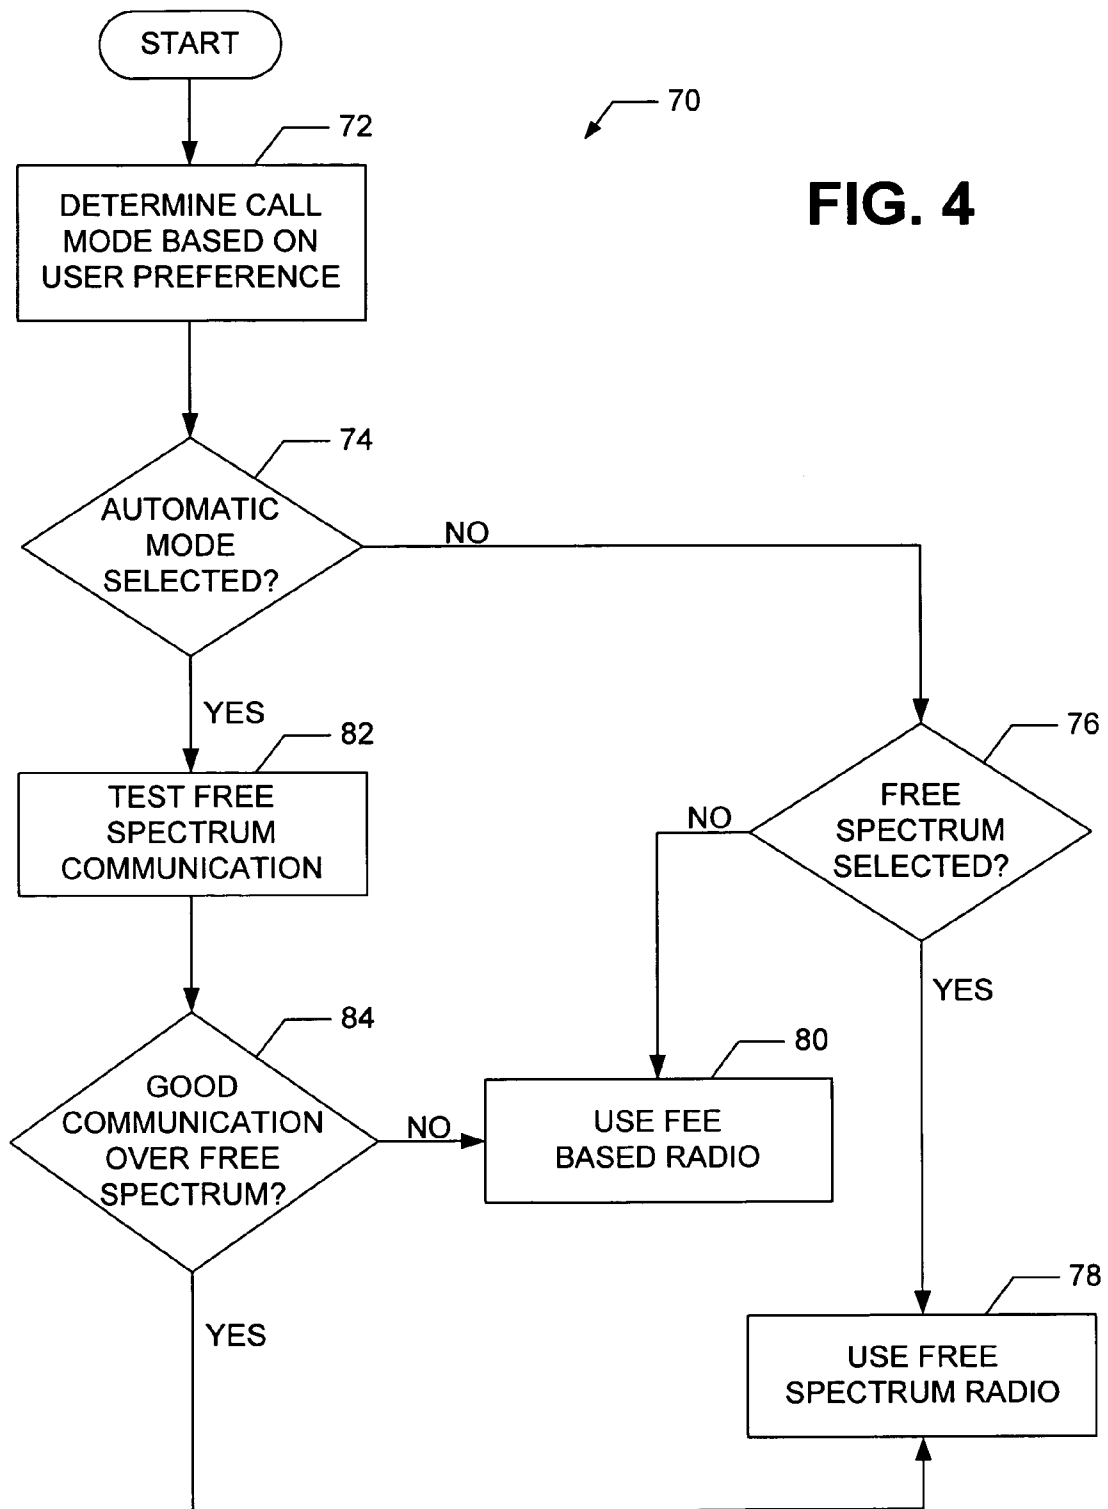 START
70
72
FIG. 4
DETERMINE CALL
MODE BASED ON
USER PREFERENCE
74
AUTOMATIC
MODE
SELECTED?
NO
YES
82
76
TEST FREE
SPECTRUM
COMMUNICATION
FREE
SPECTRUM
SELECTED?
NO
YES
84
80
GOOD
COMMUNICATION
OVER FREE
SPECTRUM?
NO
USE FEE
BASED RADIO
78
YES
USE FREE
SPECTRUM RADIO